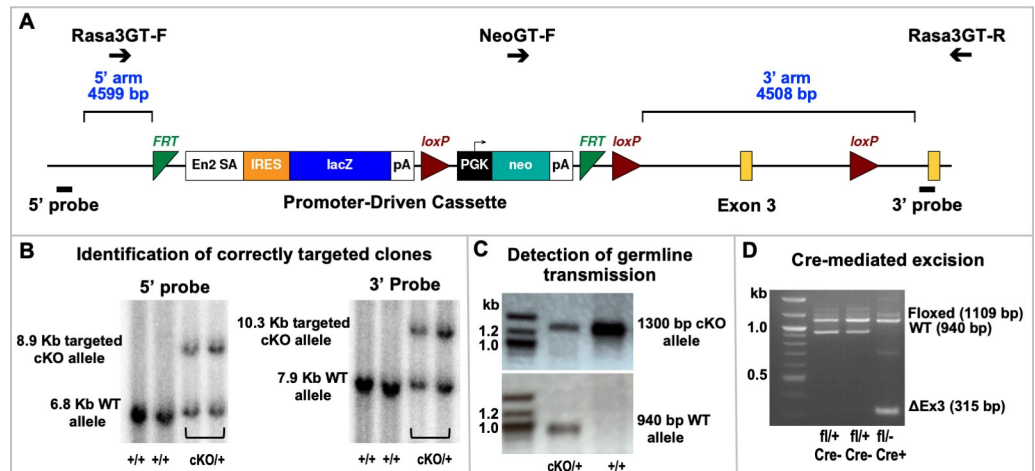 A
Rasa3GT-F
NeoGT-F
Rasa3GT-R
5’ arm
4599 bp
3’ arm
4508 bp
FRT
loxP
FRT
loxP
loxP
En2 SA
IRES
lacZ
pA
PGK
neo
pA
5’ probe
Promoter-Driven Cassette
Exon 3
3’ probe
B
Identification of correctly targeted clones
5’ probe
3’ Probe
8.9 Kb targeted
cKO allele
6.8 Kb WT
allele
10.3 Kb targeted
cKO allele
7.9 Kb WT
allele
+/+
+/+
cKO/+
+/+
+/+
cKO/+
C
Detection of germline
transmission
kb
1.2
1.0
1300 bp cKO
allele
1.2
1.0
940 bp WT
allele
cKO/+
+/+
D
Cre-mediated excision
kb
1.0
0.5
Floxed (1109 bp)
WT (940 bp)
ΔEx3 (315 bp)
fl/+ fl/+ fl/-
Cre- Cre- Cre+